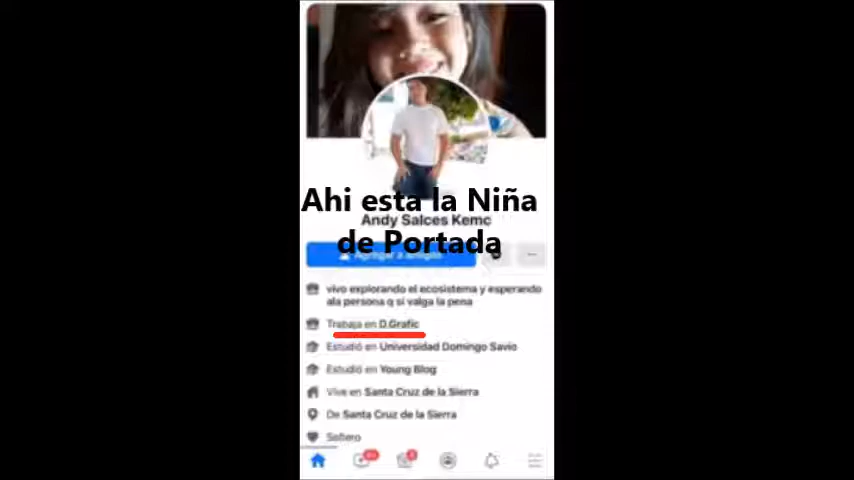 Ahi esta la Niña
Andy Salces Kemc
de Portada
Agregar a amigos
vivo explorando el ecosistema y esperando
ala persona q si valga la pena
Trabaja en D.Grafic
Estudió en Universidad Domingo Savio
Estudió en Young Blog
Vive en Santa Cruz de la Sierra
De Santa Cruz de la Sierra
Soltero